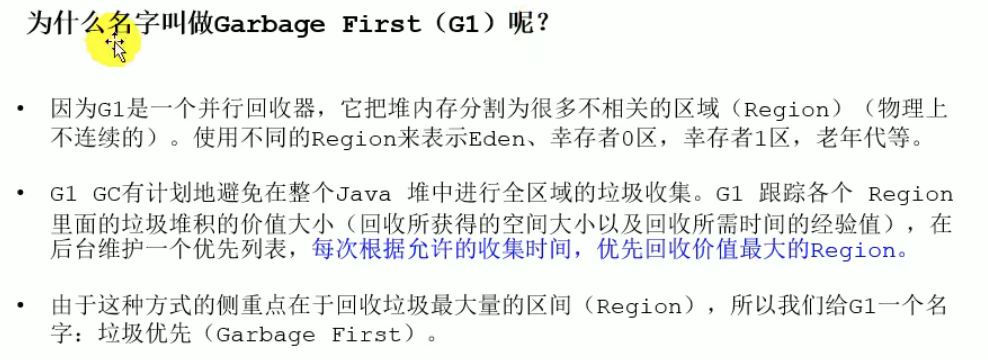 为什么名字叫做Garbage First（G1）呢？
• 因为G1是一个并行回收器，它把堆内存分割为很多不相关的区域（Region）（物理上
不连续的）。使用不同的Region来表示Eden、幸存者0区，幸存者1区，老年代等。
• G1 GC有计划地避免在整个Java 堆中进行全区域的垃圾收集。G1 跟踪各个 Region
里面的垃圾堆积的价值大小（回收所获得的空间大小以及回收所需时间的经验值），在
后台维护一个优先列表，每次根据允许的收集时间，优先回收价值最大的Region。
• 由于这种方式的侧重点在于回收垃圾最大量的区间（Region），所以我们给G1一个名
字：垃圾优先（Garbage First）。